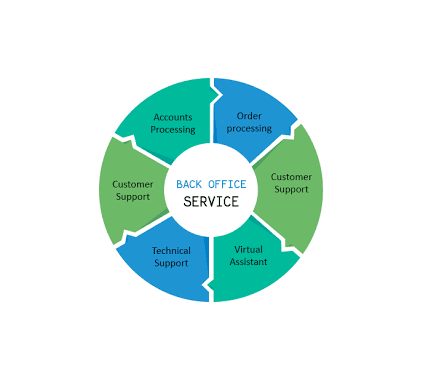 Accounts
Processing
Order
processing
Customer
Support
Customer
Support
BACK OFFICE
SERVICE
Technical
Support
Virtual
Assistant